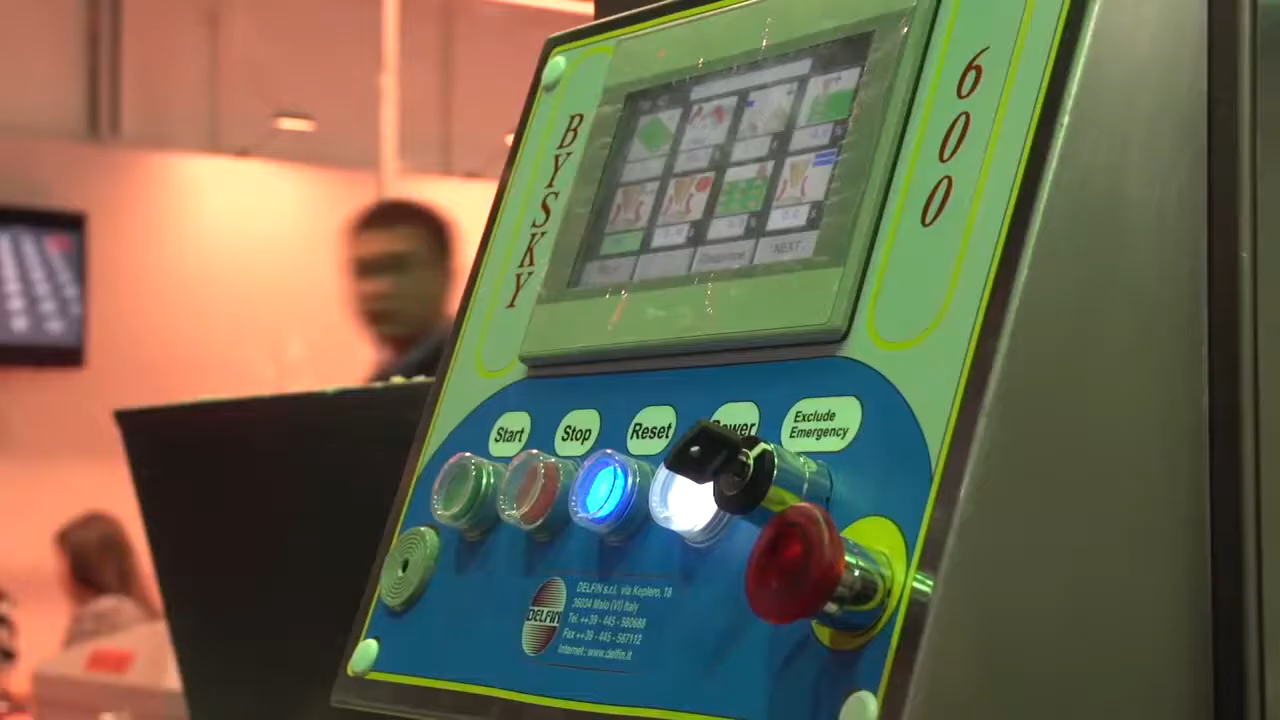 BYSKY
600
NEXT
Start
Stop
Reset
Power
Exclude
Emergency
DELFIN
DELFIN s.r.l. via Keplero, 18
36034 Malo (VI) Italy
Tel. ++39 - 445 - 580688
Fax ++39 - 445 - 587112
Internet : www.delfin.it